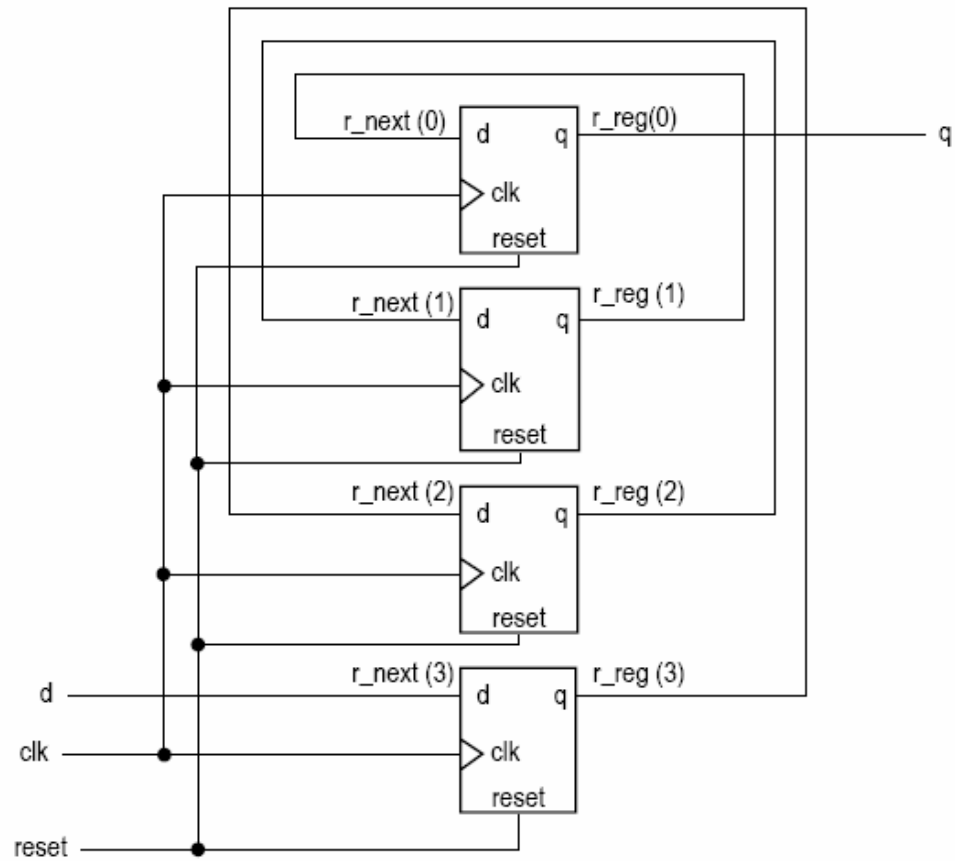 r_next (0)
d
q
r_reg(0)
q
clk
reset
r_next (1)
d
q
r_reg (1)
clk
reset
r_next (2)
d
q
r_reg (2)
clk
reset
d
r_next (3)
d
q
r_reg (3)
clk
clk
reset
reset